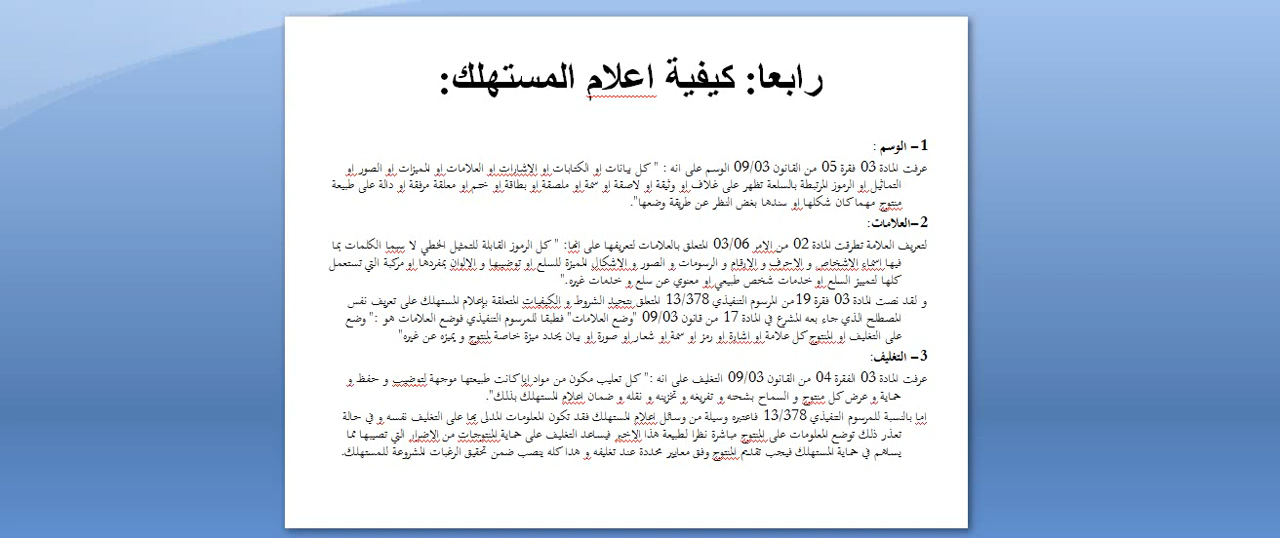 رابعا: كيفية اعلام المستهلك:
1- الوسم :
عرفت المادة 03 فقرة 05 من القانون 09/03 الوسم على انه : " كل بيانات او الكتابات او الاشارات او العلامات او المميزات او الصور او
التماثيل او الرموز المرتبطة بالسلعة تظهر على غلاف او وثيقة او لاصقة او سمة او ملصقة او بطاقة او ختم او معلقة مرفقة او دالة على طبيعة
منتوج مهما كان شكلها او سندها بغض النظر عن طريقة وضعها".
2-العلامات:
لتعريف العلامة تطرقت المادة 02 من الامر 03/06 المتعلق بالعلامات لتعريفها على انها: " كل الرموز القابلة للتمثيل الخطي لا سيما الكلمات بما
فيها اسماء الاشخاص و الاحرف و الارقام و الرسومات و الصور و الاشكال المميزة للسلع او توضيبها و الالوان بمفردها او مركبة التي تستعمل
كلها لتمييز السلع او خدمات شخص طبيعي او معنوي عن سلع و خدمات غيره."
و لقد نصت المادة 03 فقرة 19 من المرسوم التنفيذي 13/378 المتعلق بتحيد الشروط و الكيفيات المتعلقة بإعلام المستهلك على تعريف نفس
المصطلح الذي جاء بعه المشرع في المادة 17 من قانون 09/03 "وضع العلامات" فطبقا للمرسوم التنفيذي فوضع العلامات هو :" وضع
على التغليف او المنتوج كل علامة او اشارة او رمز او سمة او شعار او صورة او بيان يحدد ميزة خاصة لمنتوج و يميزه عن غيره"
3- التغليف:
عرفت المادة 03 الفقرة 04 من القانون 09/03 التغليف على انه :" كل تعليب مكون من مواد ايا كانت طبيعتها موجهة لتوضيب و حفظ و
حماية و عرض كل منتوج و السماح بشحنه و تفريغه و تخزينه و نقله و ضمان اعلام المستهلك بذلك".
اما بالنسبة للمرسوم التنفيذي 13/378 فاعتبره وسيلة من وسائل اعلام المستهلك فقد تكون المعلومات المدلى بها على التغليف نفسه و في حالة
تعذر ذلك توضع المعلومات على المنتوج مباشرة نظرا لطبيعة هذا الاخير فيساعد التغليف على حماية المنتوجات من الاضرار التي تصيبها مما
يساهم في حماية المستهلك فيجب تقديم المنتوج وفق معايير محددة عند تغليفه و هذا كله ينصب ضمن تحقيق الرغبات المشروعة للمستهلك.